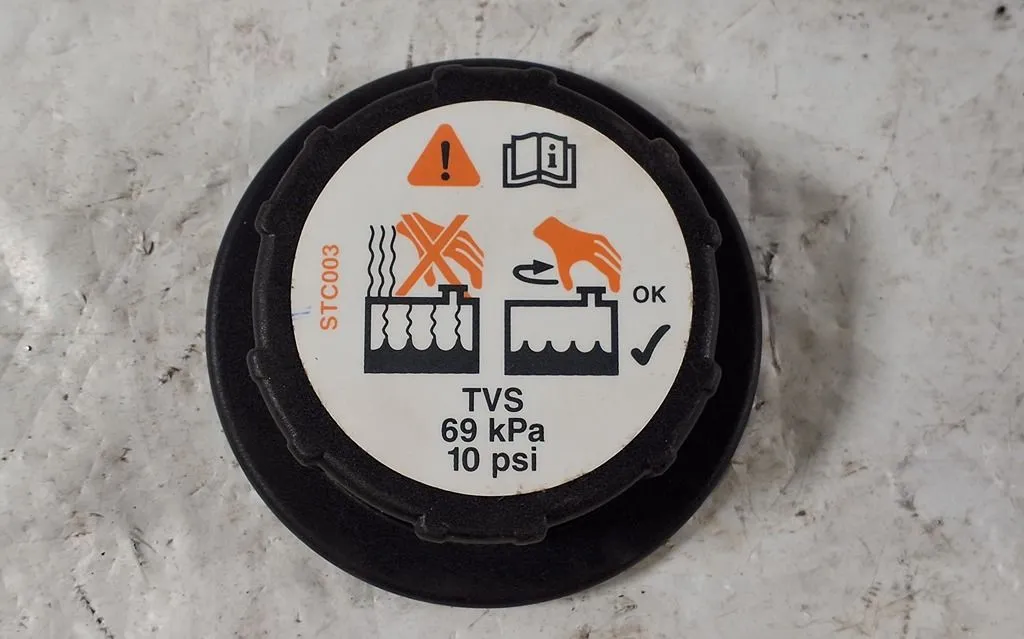 STC003
OK
TVS
69 kPa
10 psi